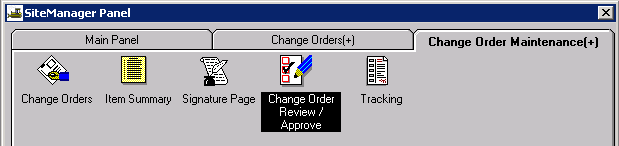 SiteManager Panel
Main Panel
Change Orders(+)
Change Order Maintenance(+)
Change Orders
Item Summary
Signature Page
Change Order
Review /
Approve
Tracking